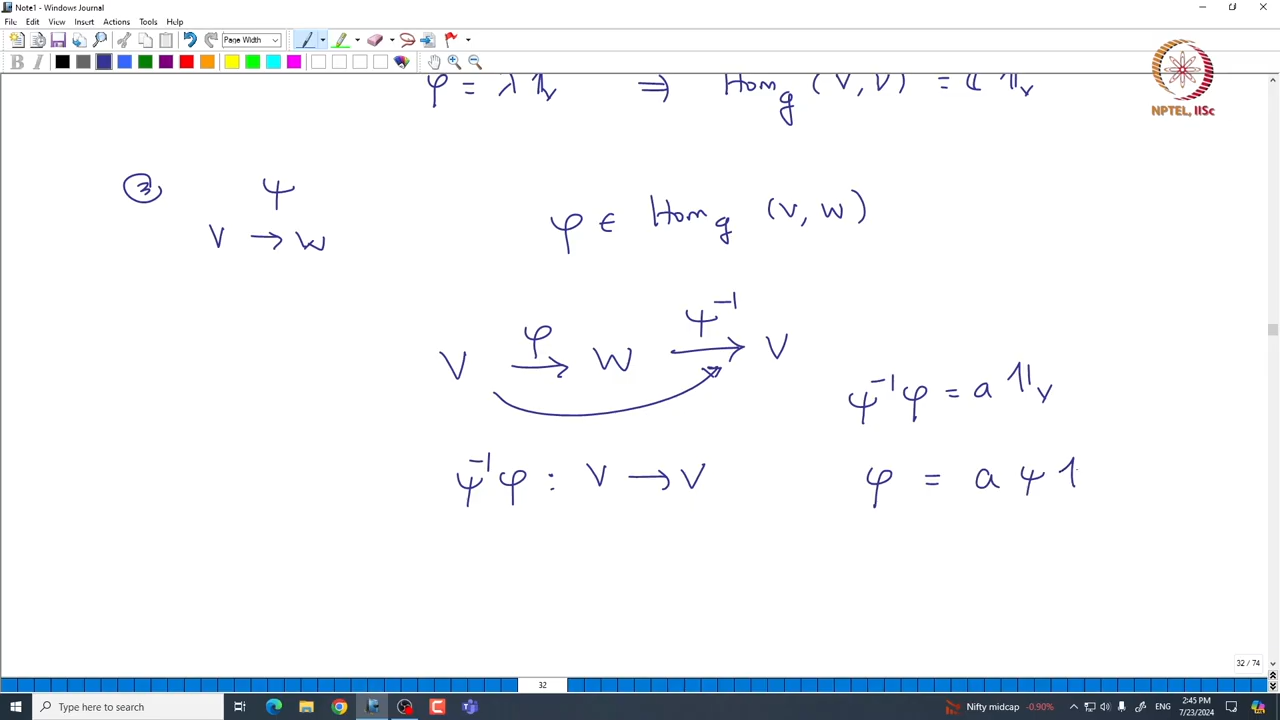 Note1 - Windows Journal
File Edit View Insert Actions Tools Help
Page Width
B I
NPTEL, IISc
φ = λ 𝟙_V ⟹ Hom_g (V, V) = ℂ 𝟙_V
③ ψ
V → W
φ ∈ Hom_g (V, W)
V —φ→ W —ψ⁻¹→ V
ψ⁻¹φ = a 𝟙_V
ψ⁻¹φ : V → V
φ = a ψ 1
32 / 74
32
Type here to search
Nifty midcap -0.90%
ENG
2:45 PM
7/23/2024